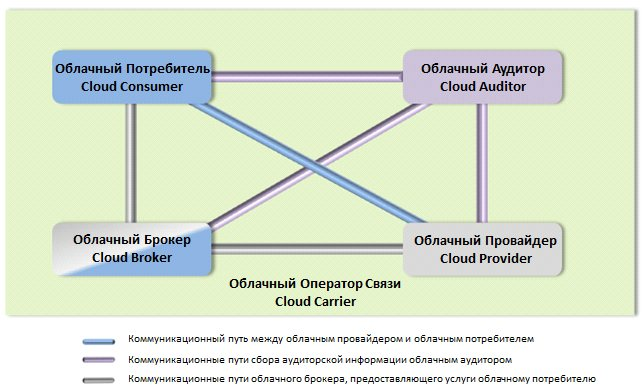 Облачный Потребитель
Cloud Consumer
Облачный Аудитор
Cloud Auditor
Облачный Брокер
Cloud Broker
Облачный Провайдер
Cloud Provider
Облачный Оператор Связи
Cloud Carrier
Коммуникационный путь между облачным провайдером и облачным потребителем
Коммуникационные пути сбора аудиторской информации облачным аудитором
Коммуникационные пути облачного брокера, предоставляющего услуги облачному потребителю